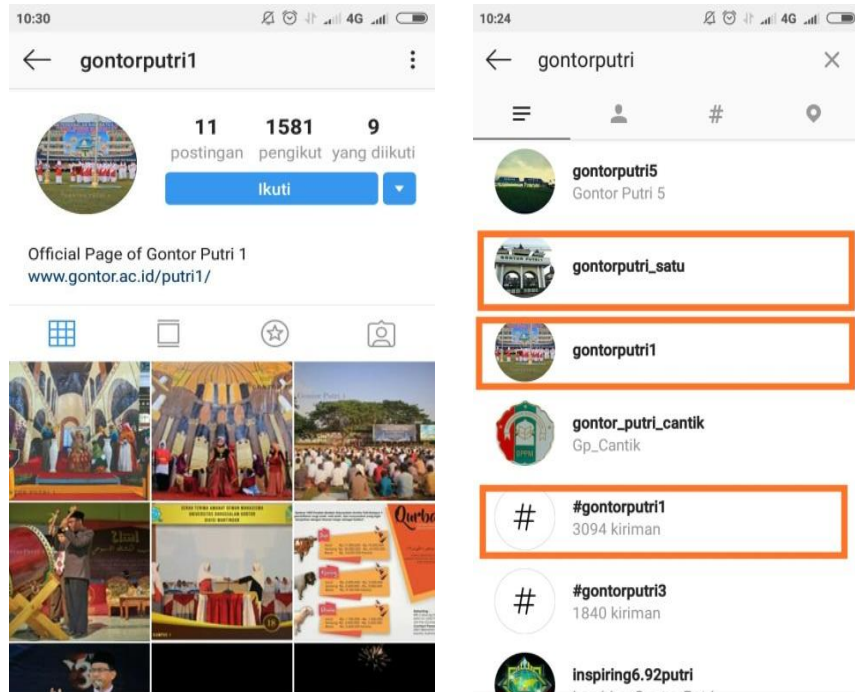 10:30
4G
gontorputri1
11 1581 9
postingan pengikut yang diikuti
Ikuti
Official Page of Gontor Putri 1
www.gontor.ac.id/putri1/
Qurba
10:24
4G
gontorputri
#
gontorputri5
Gontor Putri 5
gontorputri_satu
gontorputri1
gontor_putri_cantik
Gp_Cantik
#
#gontorputri1
3094 kiriman
#
#gontorputri3
1840 kiriman
inspiring6.92putri